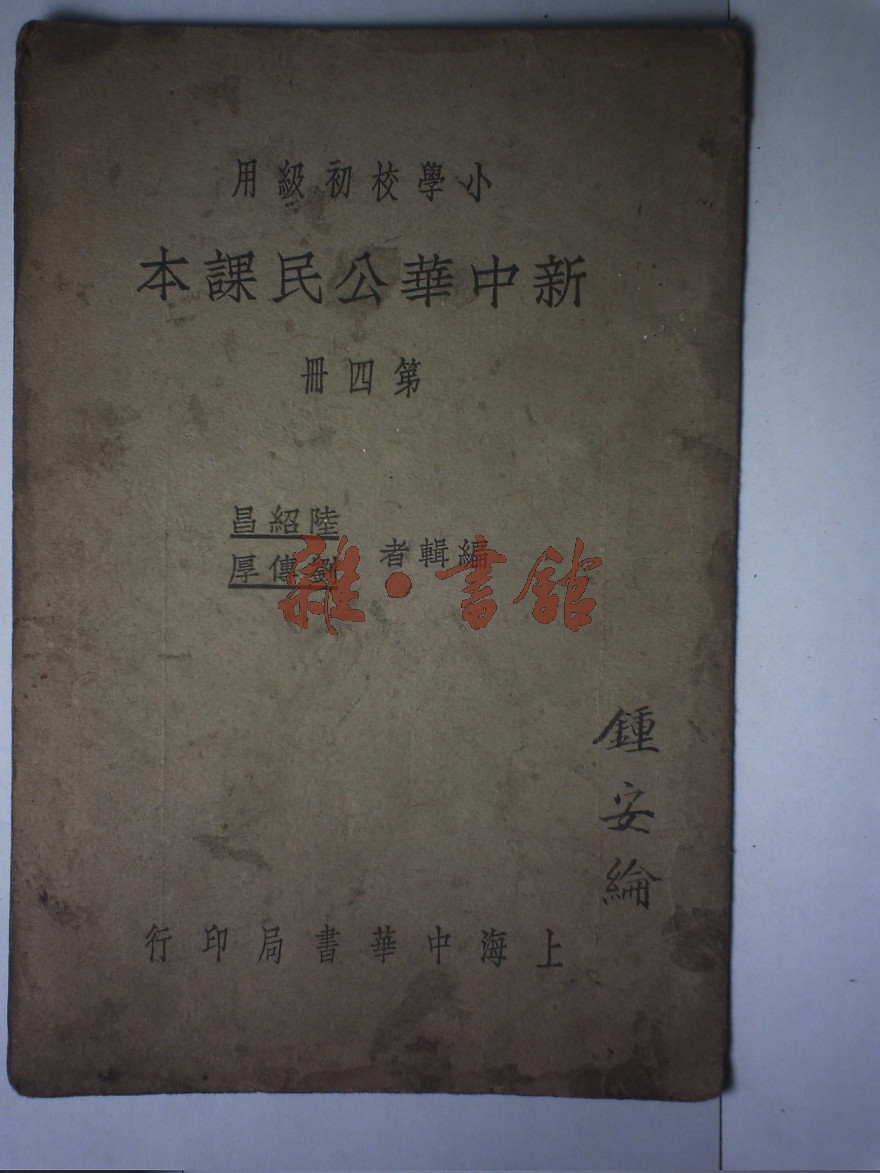 小學校初級用
新中華公民課本
第四冊
編輯者
陸紹昌
劉傳厚
雜·書館
鍾安綸
上海中華書局印行